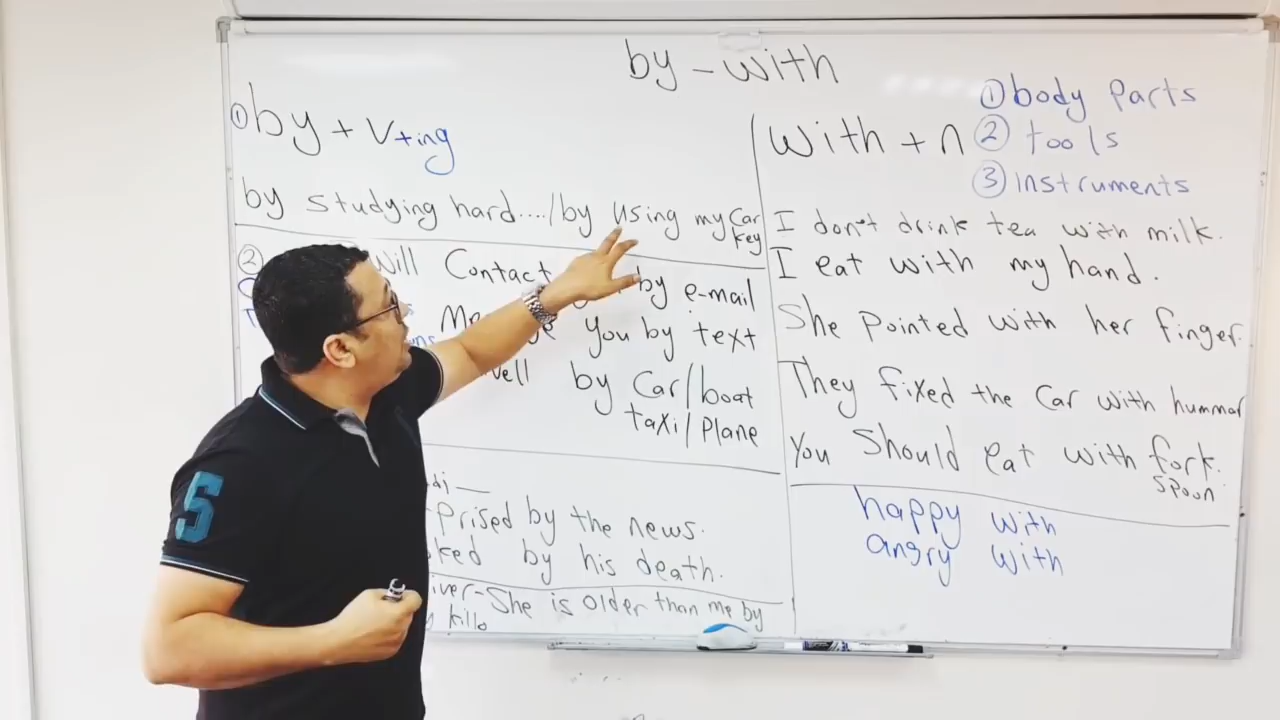 by - with
① by + V+ing
by studying hard..../by using my Car
key
② Will Contact by e-mail
you by text
by Car/boat
taxi/Plane
by the news.
by his death.
She is older than me by
kilo
With + n
① body parts
② tools
③ instruments
I don't drink tea with milk.
I eat with my hand.
She Pointed with her finger.
They fixed the Car with hummar
You Should eat with fork.
spoon
happy with
angry with
5